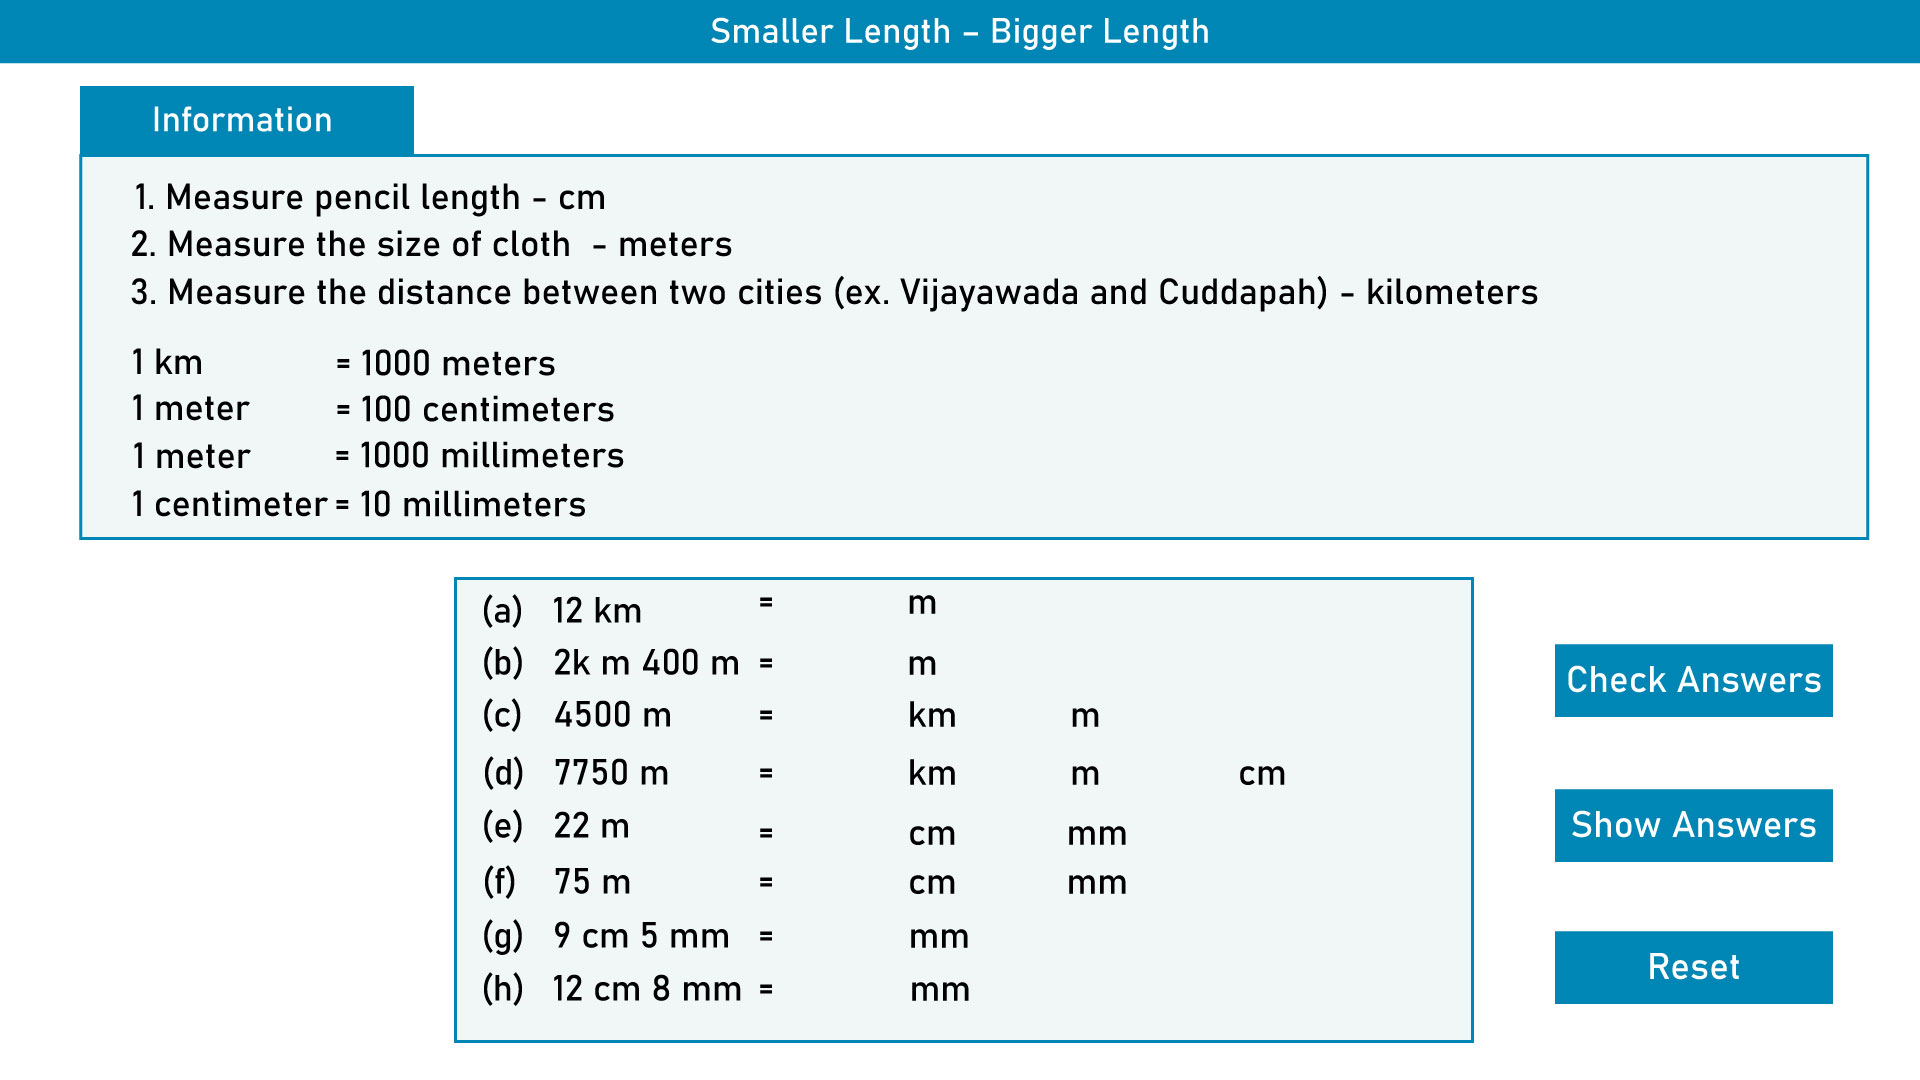 Smaller Length – Bigger Length
Information
1. Measure pencil length - cm
2. Measure the size of cloth - meters
3. Measure the distance between two cities (ex. Vijayawada and Cuddapah) - kilometers
1 km = 1000 meters
1 meter = 100 centimeters
1 meter = 1000 millimeters
1 centimeter = 10 millimeters
(a) 12 km = m
(b) 2k m 400 m = m
(c) 4500 m = km m
(d) 7750 m = km m cm
(e) 22 m = cm mm
(f) 75 m = cm mm
(g) 9 cm 5 mm = mm
(h) 12 cm 8 mm = mm
Check Answers
Show Answers
Reset